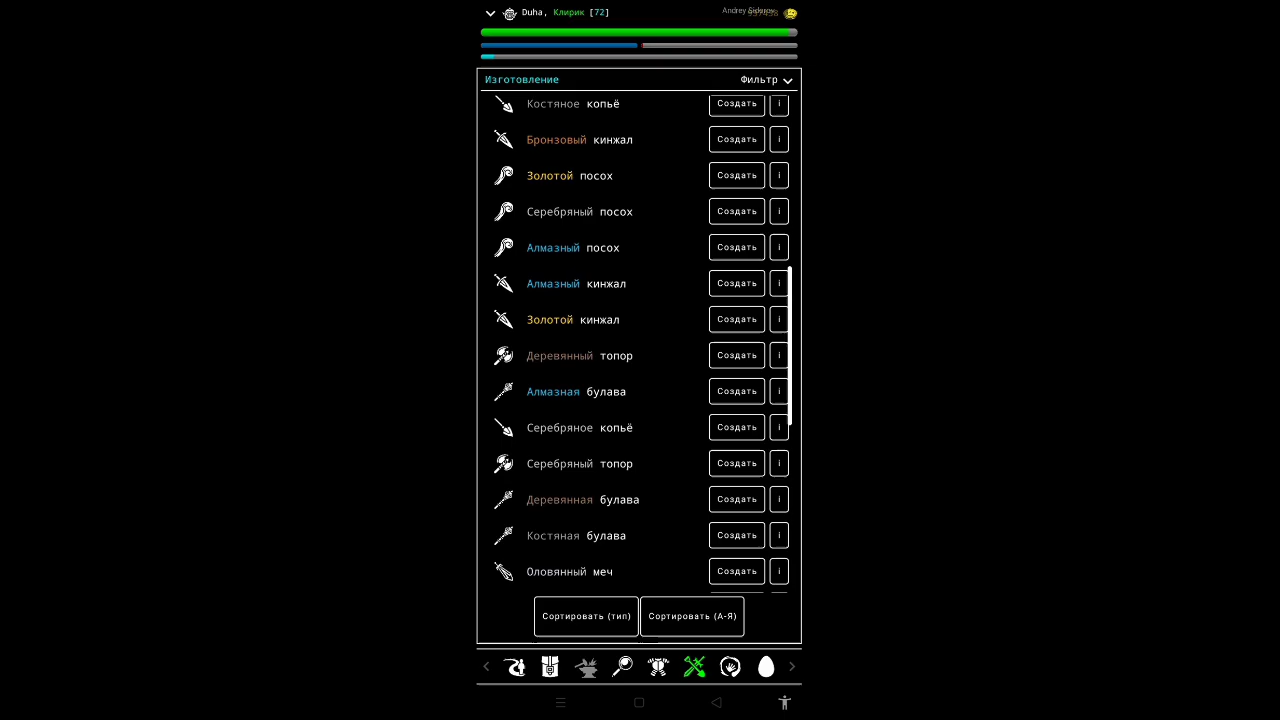 Duha, Клирик [72]
Andrey Sidorov
Изготовление Фильтр
Костяное копьё Создать i
Бронзовый кинжал Создать i
Золотой посох Создать i
Серебряный посох Создать i
Алмазный посох Создать i
Алмазный кинжал Создать i
Золотой кинжал Создать i
Деревянный топор Создать i
Алмазная булава Создать i
Серебряное копьё Создать i
Серебряный топор Создать i
Деревянная булава Создать i
Костяная булава Создать i
Оловянный меч Создать i
Сортировать (тип) Сортировать (А-Я)